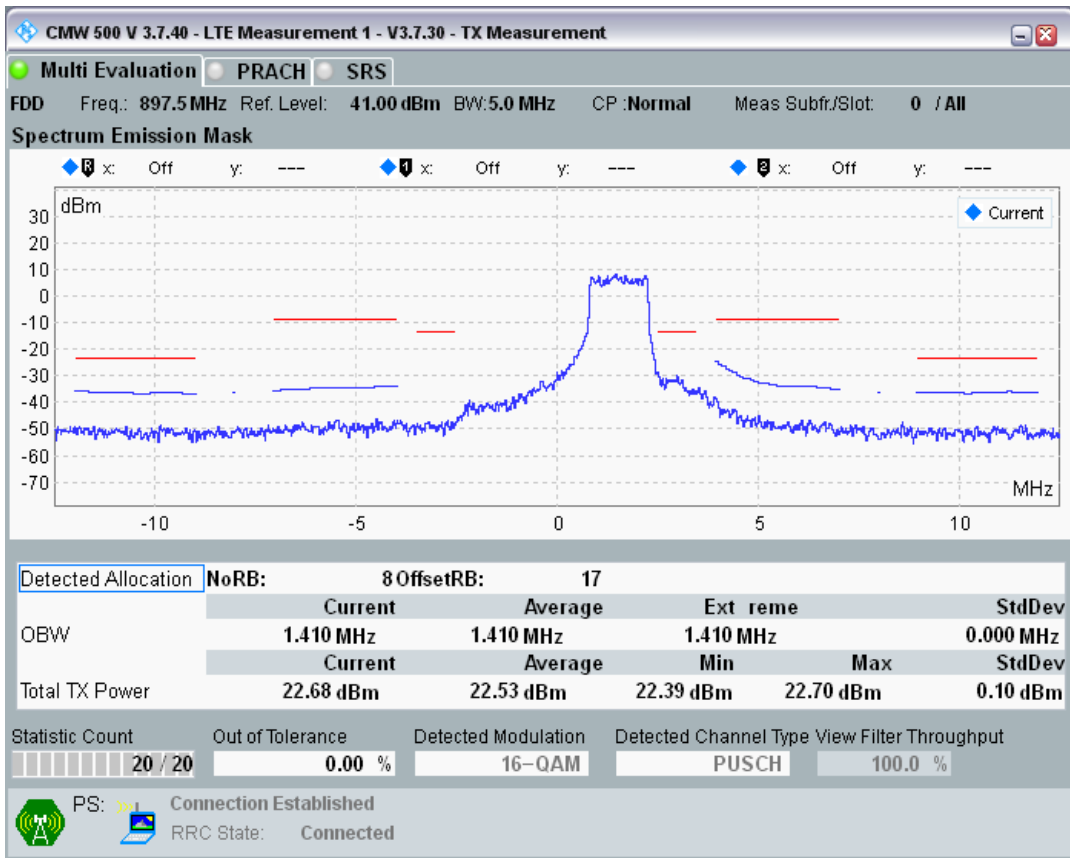 CMW 500 V 3.7.40 - LTE Measurement 1 - V3.7.30 - TX Measurement
Multi Evaluation PRACH SRS
FDD Freq.: 897.5 MHz Ref. Level: 41.00 dBm BW: 5.0 MHz CP : Normal Meas Subfr./Slot: 0 / All
Spectrum Emission Mask
R x: Off y: --- 1 x: Off y: --- 2 x: Off y: ---
dBm
Current
30
20
10
0
-10
-20
-30
-40
-50
-60
-70
MHz
-10 -5 0 5 10
Detected Allocation NoRB: 8 OffsetRB: 17
Current Average Ext reme StdDev
OBW 1.410 MHz 1.410 MHz 1.410 MHz 0.000 MHz
Current Average Min Max StdDev
Total TX Power 22.68 dBm 22.53 dBm 22.39 dBm 22.70 dBm 0.10 dBm
Statistic Count Out of Tolerance Detected Modulation Detected Channel Type View Filter Throughput
20 / 20 0.00 % 16-QAM PUSCH 100.0 %
PS: Connection Established
RRC State: Connected